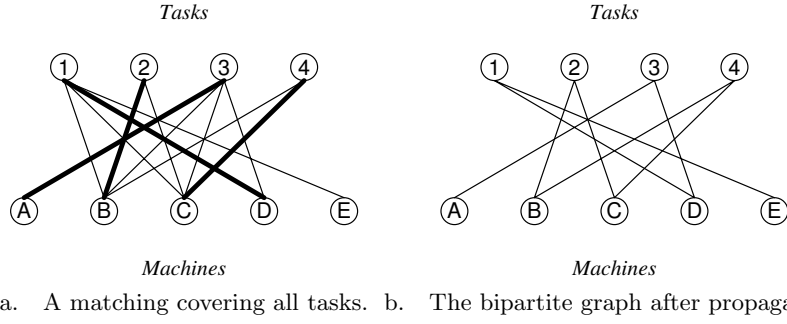 Tasks Tasks
1 2 3 4 1 2 3 4
A B C D E A B C D E
Machines Machines
a. A matching covering all tasks. b. The bipartite graph after propaga